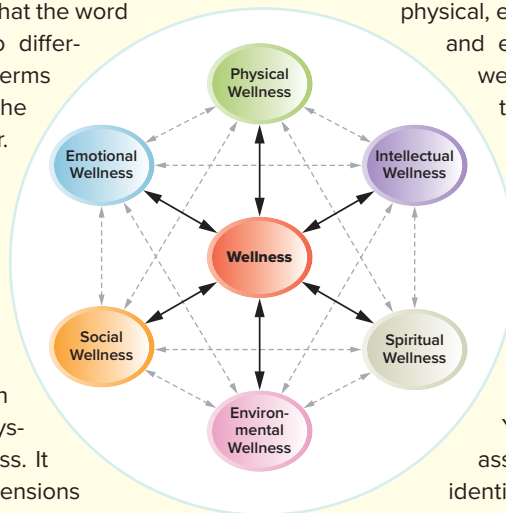 hat the word
o differ-
erms
he
r.
physical, e
and e
we
t
Physical
Wellness
Emotional
Wellness
Intellectual
Wellness
Wellness
Social
Wellness
Spiritual
Wellness
Environ-
mental
Wellness
n
ys-
ss. It
ensions
Y
ass
identi